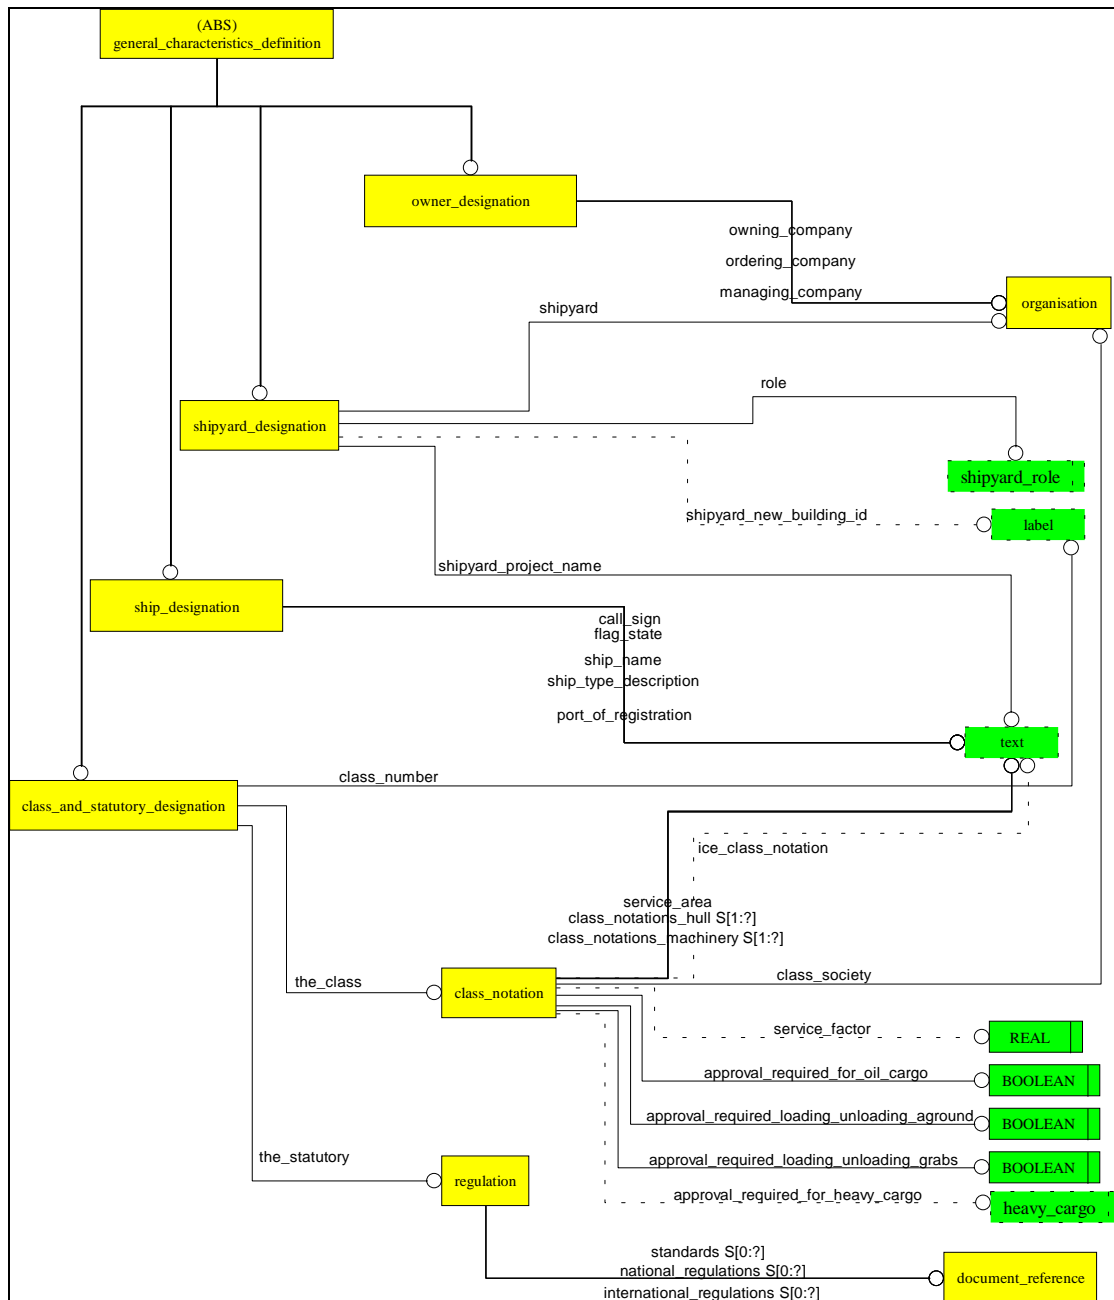 (ABS)
general_characteristics_definition
owner_designation
owning_company
ordering_company
managing_company
organisation
shipyard
role
shipyard_designation
shipyard_role
shipyard_new_building_id
label
shipyard_project_name
ship_designation
call_sign
flag_state
ship_name
ship_type_description
port_of_registration
text
class_number
class_and_statutory_designation
ice_class_notation
service_area
class_notations_hull S[1:?]
class_notations_machinery S[1:?]
the_class
class_notation
class_society
service_factor
REAL
approval_required_for_oil_cargo
BOOLEAN
approval_required_loading_unloading_aground
BOOLEAN
the_statutory
approval_required_loading_unloading_grabs
BOOLEAN
regulation
approval_required_for_heavy_cargo
heavy_cargo
standards S[0:?]
national_regulations S[0:?]
document_reference
international_regulations S[0:?]